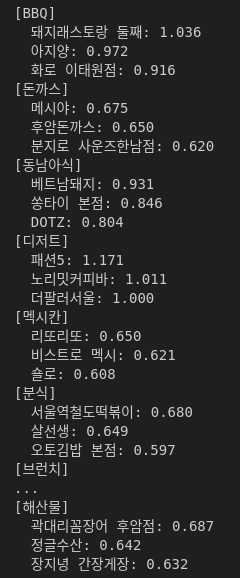 [BBQ]
돼지래스토랑 둘째: 1.036
아지양: 0.972
화로 이태원점: 0.916
[돈까스]
메시야: 0.675
후암돈까스: 0.650
분지로 사운즈한남점: 0.620
[동남아식]
베트남돼지: 0.931
쏭타이 본점: 0.846
DOTZ: 0.804
[디저트]
패션5: 1.171
노리밋커피바: 1.011
더팔러서울: 1.000
[멕시칸]
리또리또: 0.650
비스트로 멕시: 0.621
숄로: 0.608
[분식]
서울역철도떡볶이: 0.680
살선생: 0.649
오토김밥 본점: 0.597
[브런치]
...
[해산물]
곽대리꼼장어 후암점: 0.687
정글수산: 0.642
장지녕 간장게장: 0.632